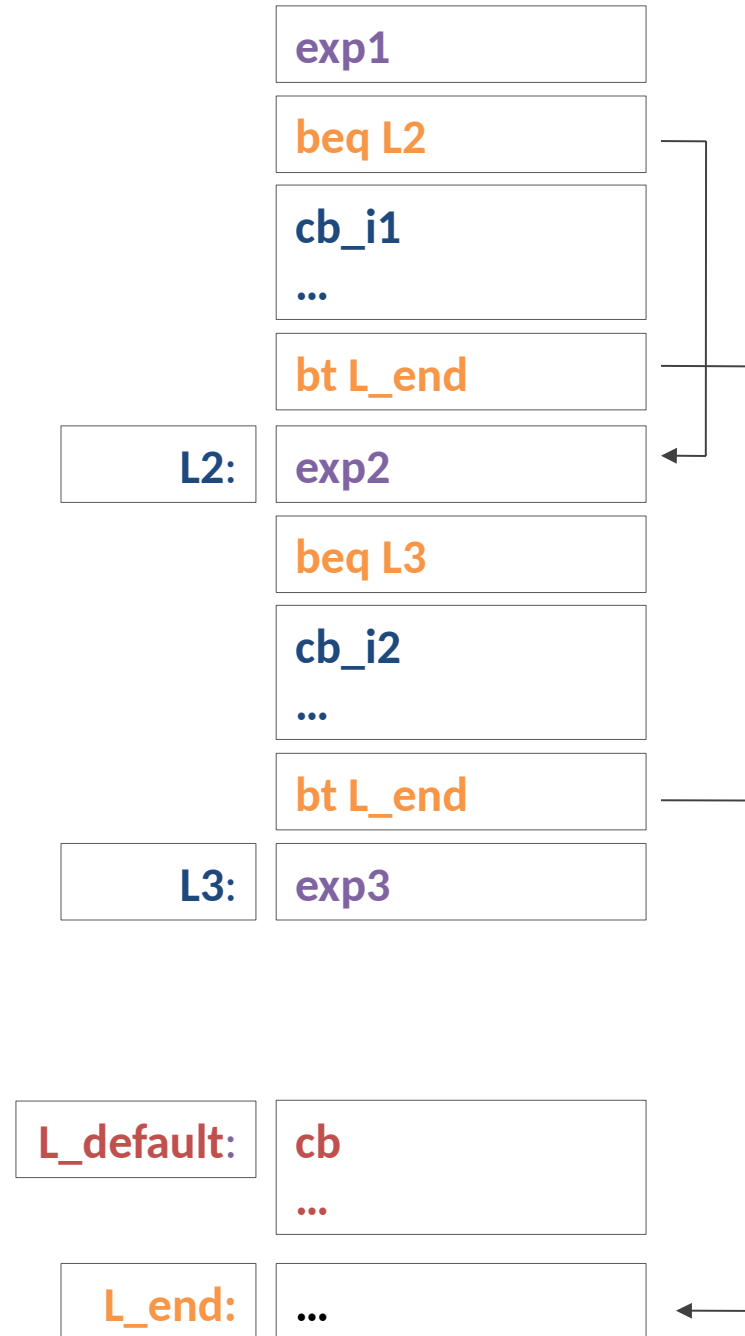 exp1
beq L2
cb_i1
...
bt L_end
L2: exp2
beq L3
cb_i2
...
bt L_end
L3: exp3
L_default: cb
...
L_end: ...